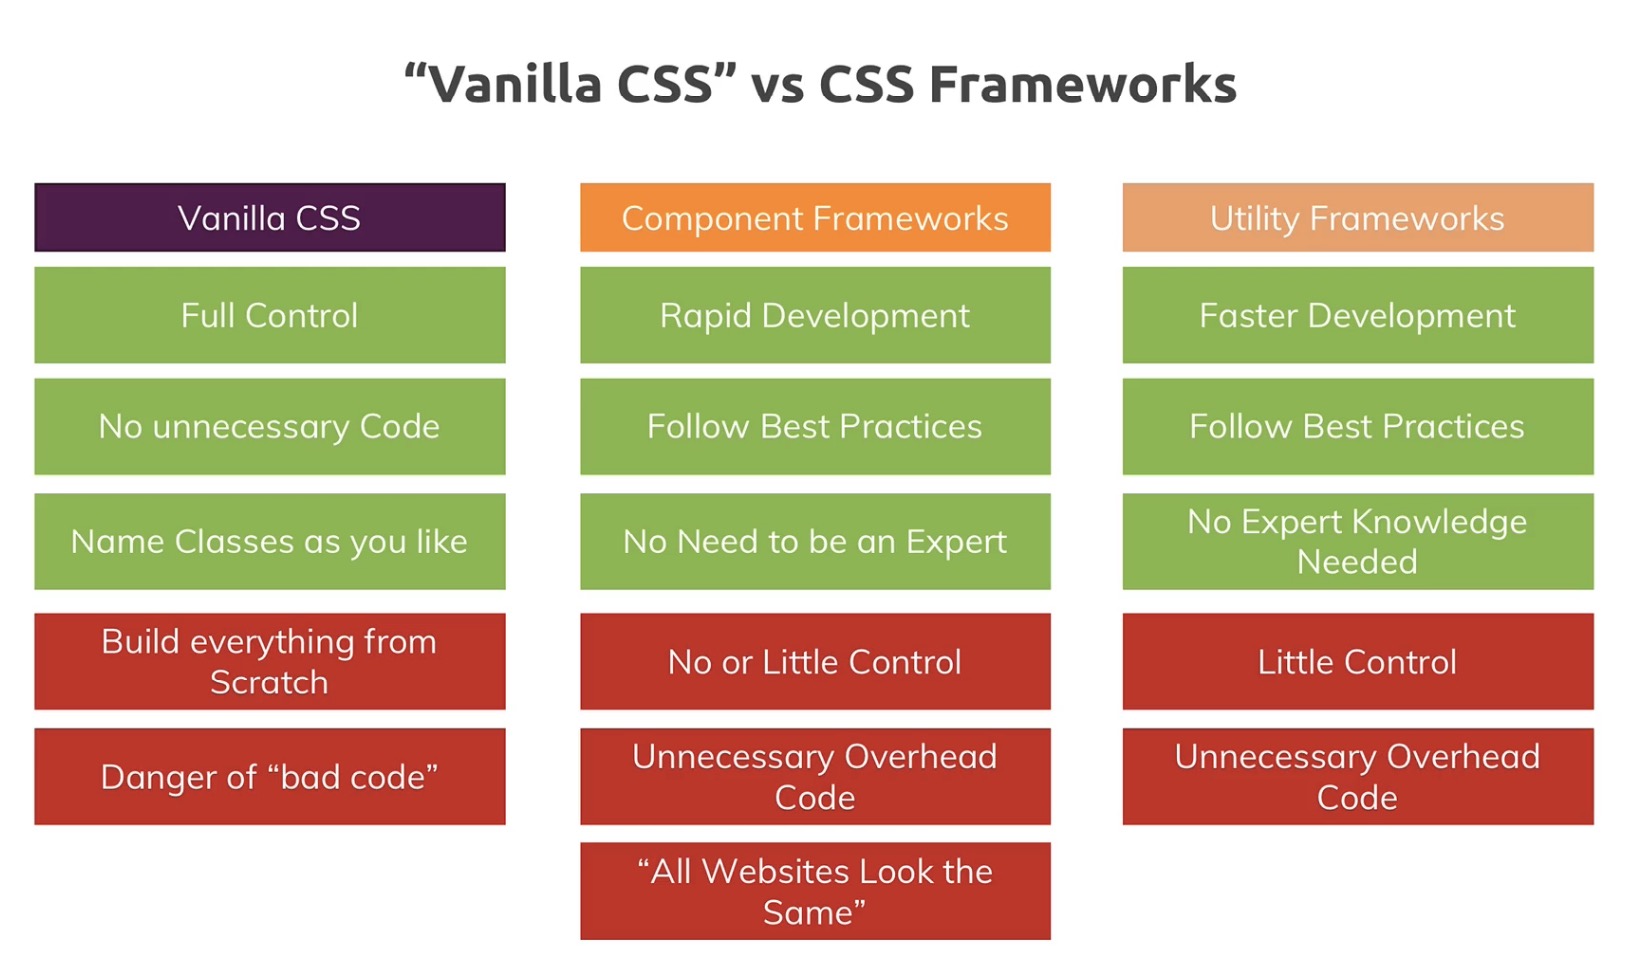 “Vanilla CSS” vs CSS Frameworks
Vanilla CSS
Full Control
No unnecessary Code
Name Classes as you like
Build everything from
Scratch
Danger of “bad code”
Component Frameworks
Rapid Development
Follow Best Practices
No Need to be an Expert
No or Little Control
Unnecessary Overhead
Code
“All Websites Look the
Same”
Utility Frameworks
Faster Development
Follow Best Practices
No Expert Knowledge
Needed
Little Control
Unnecessary Overhead
Code